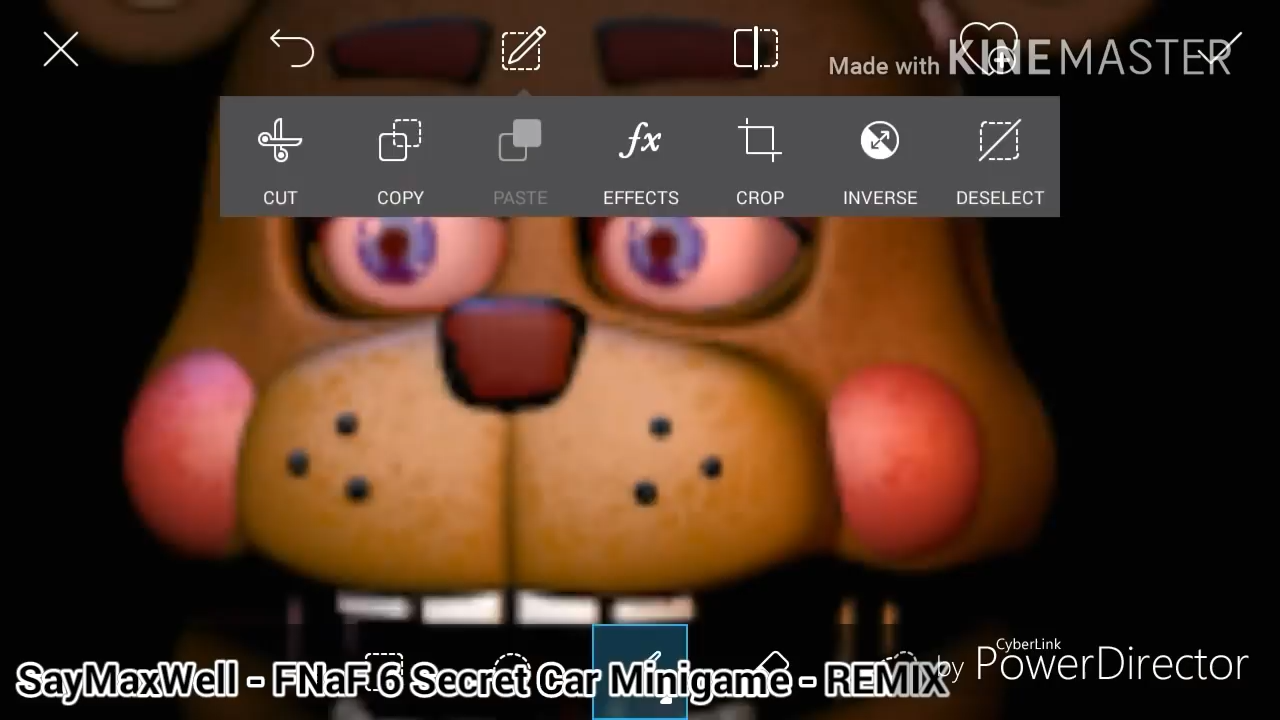 Made with KINEMASTER
CUT COPY PASTE EFFECTS CROP INVERSE DESELECT
CyberLink
by PowerDirector
SayMaxWell - FNaF 6 Secret Car Minigame - REMIX